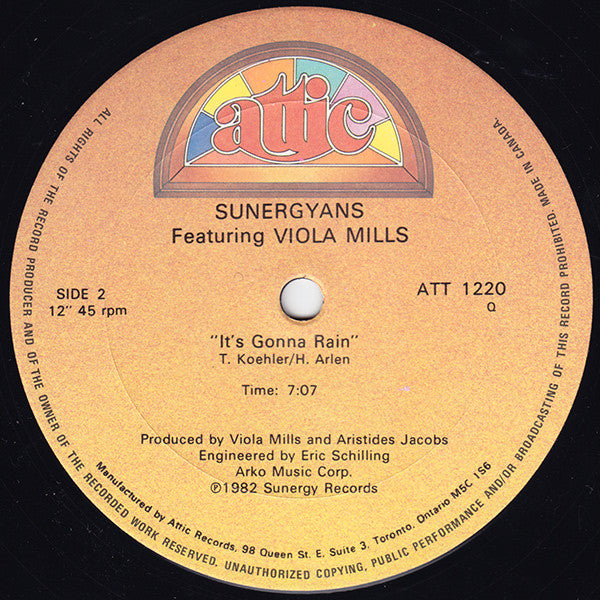 attic
SUNERGYANS
Featuring VIOLA MILLS
SIDE 2
12" 45 rpm
ATT 1220
Q
"It's Gonna Rain"
T. Koehler/H. Arlen
Time: 7:07
Produced by Viola Mills and Aristides Jacobs
Engineered by Eric Schilling
Arko Music Corp.
℗1982 Sunergy Records
Manufactured by Attic Records, 98 Queen St. E. Suite 3, Toronto, Ontario M5C 1S6
ALL RIGHTS OF THE RECORD PRODUCER AND OF THE OWNER OF THE RECORDED WORK RESERVED. UNAUTHORIZED COPYING, PUBLIC PERFORMANCE AND/OR BROADCASTING OF THIS RECORD PROHIBITED. MADE IN CANADA.